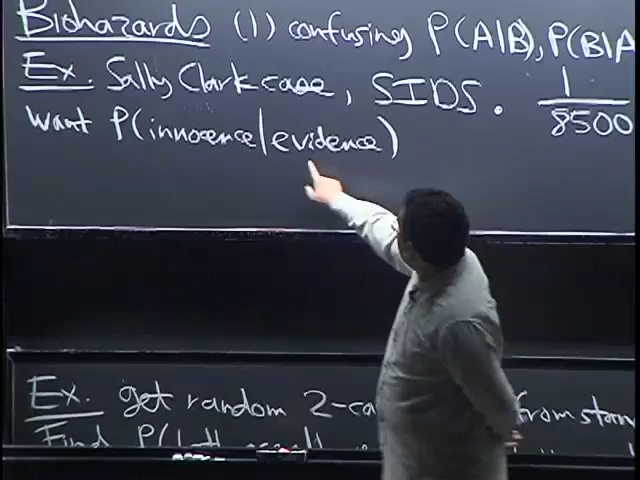 Biohazards (1) confusing P(A|B), P(B|A
Ex. Sally Clark case, SIDS. 1/8500
want P(innocence|evidence)
Ex. get random 2-ca from stan
Find P(